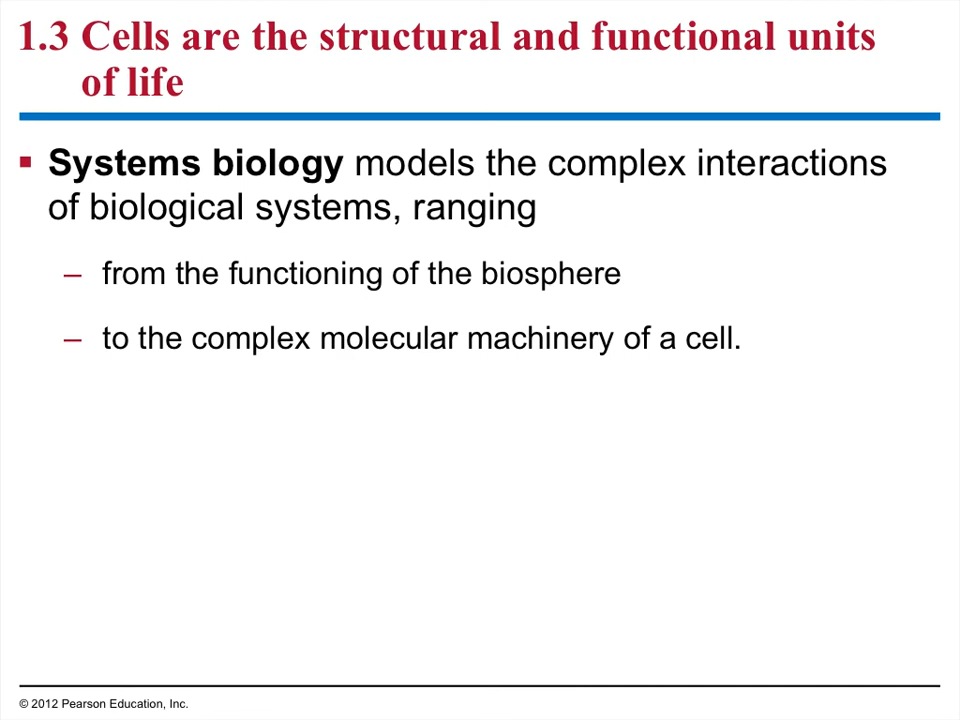 1.3 Cells are the structural and functional units
of life
▪ Systems biology models the complex interactions
of biological systems, ranging
– from the functioning of the biosphere
– to the complex molecular machinery of a cell.
© 2012 Pearson Education, Inc.